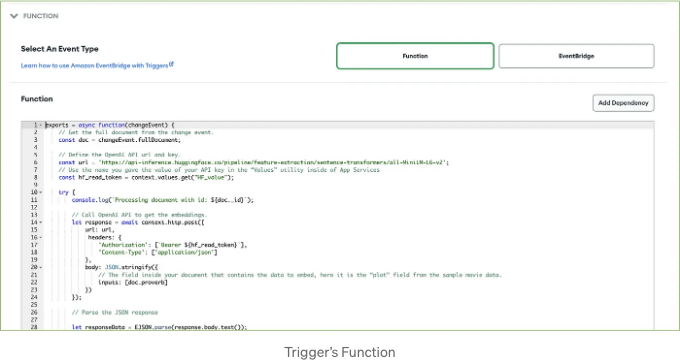 FUNCTION
Select An Event Type
Learn how to use Amazon EventBridge with Triggers
Function
EventBridge
Function
Add Dependency
1 exports = async function(changeEvent) {
2 // Get the full document from the change event.
3 const doc = changeEvent.fullDocument;
4
5 // Define the OpenAI API url and key.
6 const url = 'https://api-inference.huggingface.co/pipeline/feature-extraction/sentence-transformers/all-MiniLM-L6-v2';
7 // Use the name you gave the value of your API key in the "Values" utility inside of App Services
8 const hf_read_token = context.values.get("HF_value");
9
10 try {
11 console.log(`Processing document with id: ${doc._id}`);
12
13 // Call OpenAI API to get the embeddings.
14 let response = await context.http.post({
15 url: url,
16 headers: {
17 'Authorization': [`Bearer ${hf_read_token}`],
18 'Content-Type': ['application/json']
19 },
20 body: JSON.stringify({
21 // The field inside your document that contains the data to embed, here it is the "plot" field from the sample movie data.
22 inputs: [doc.proverb]
23 })
24 });
25
26 // Parse the JSON response
27
28 let responseData = EJSON.parse(response.body.text());
Trigger's Function